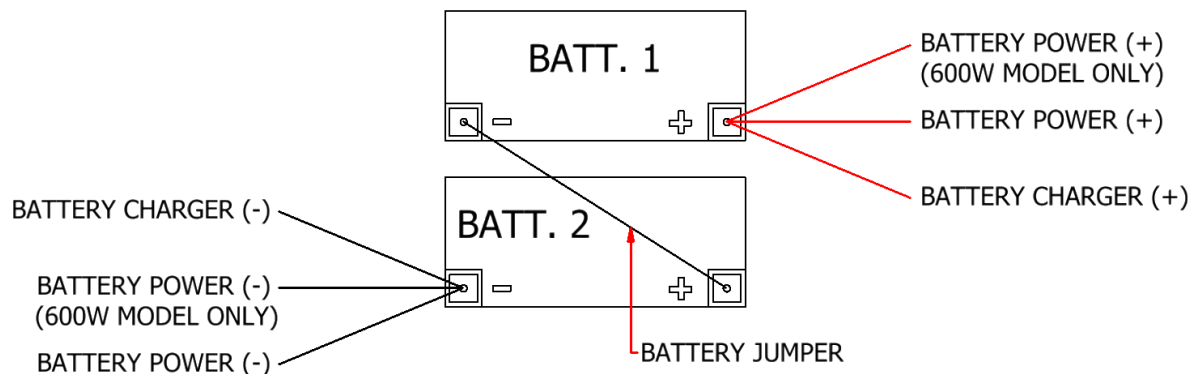 BATT. 1
BATTERY POWER (+)
(600W MODEL ONLY)
BATTERY POWER (+)
BATTERY CHARGER (+)
BATT. 2
BATTERY CHARGER (-)
BATTERY POWER (-)
(600W MODEL ONLY)
BATTERY POWER (-)
BATTERY JUMPER